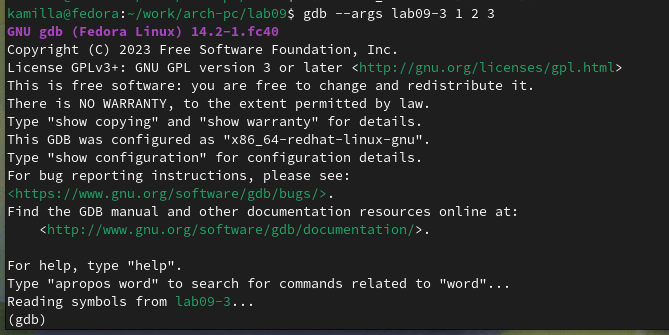 kamilla@fedora:~/work/arch-pc/lab09$ gdb --args lab09-3 1 2 3
GNU gdb (Fedora Linux) 14.2-1.fc40
Copyright (C) 2023 Free Software Foundation, Inc.
License GPLv3+: GNU GPL version 3 or later <http://gnu.org/licenses/gpl.html>
This is free software: you are free to change and redistribute it.
There is NO WARRANTY, to the extent permitted by law.
Type "show copying" and "show warranty" for details.
This GDB was configured as "x86_64-redhat-linux-gnu".
Type "show configuration" for configuration details.
For bug reporting instructions, please see:
<https://www.gnu.org/software/gdb/bugs/>.
Find the GDB manual and other documentation resources online at:
    <http://www.gnu.org/software/gdb/documentation/>.

For help, type "help".
Type "apropos word" to search for commands related to "word"...
Reading symbols from lab09-3...
(gdb)